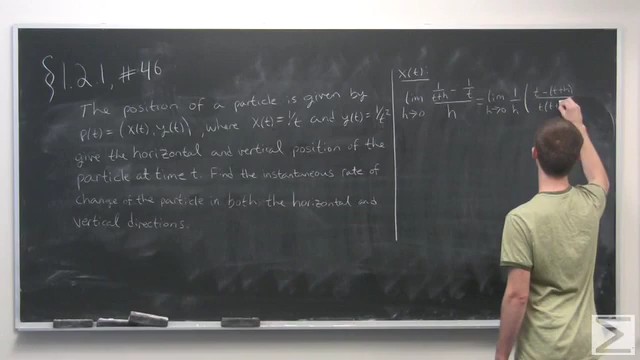 §1.2.1, #46
The position of a particle is given by
p(t) = (x(t), y(t)), where x(t) = 1/t and y(t) = 1/t²
give the horizontal and vertical position of the
particle at time t. Find the instantaneous rate of
change of the particle in both the horizontal and
vertical directions.
x(t):
lim h→0 (1/(t+h) - 1/t)/h = lim h→0 1/h ( (t-(t+h))/(t(t+
Σ